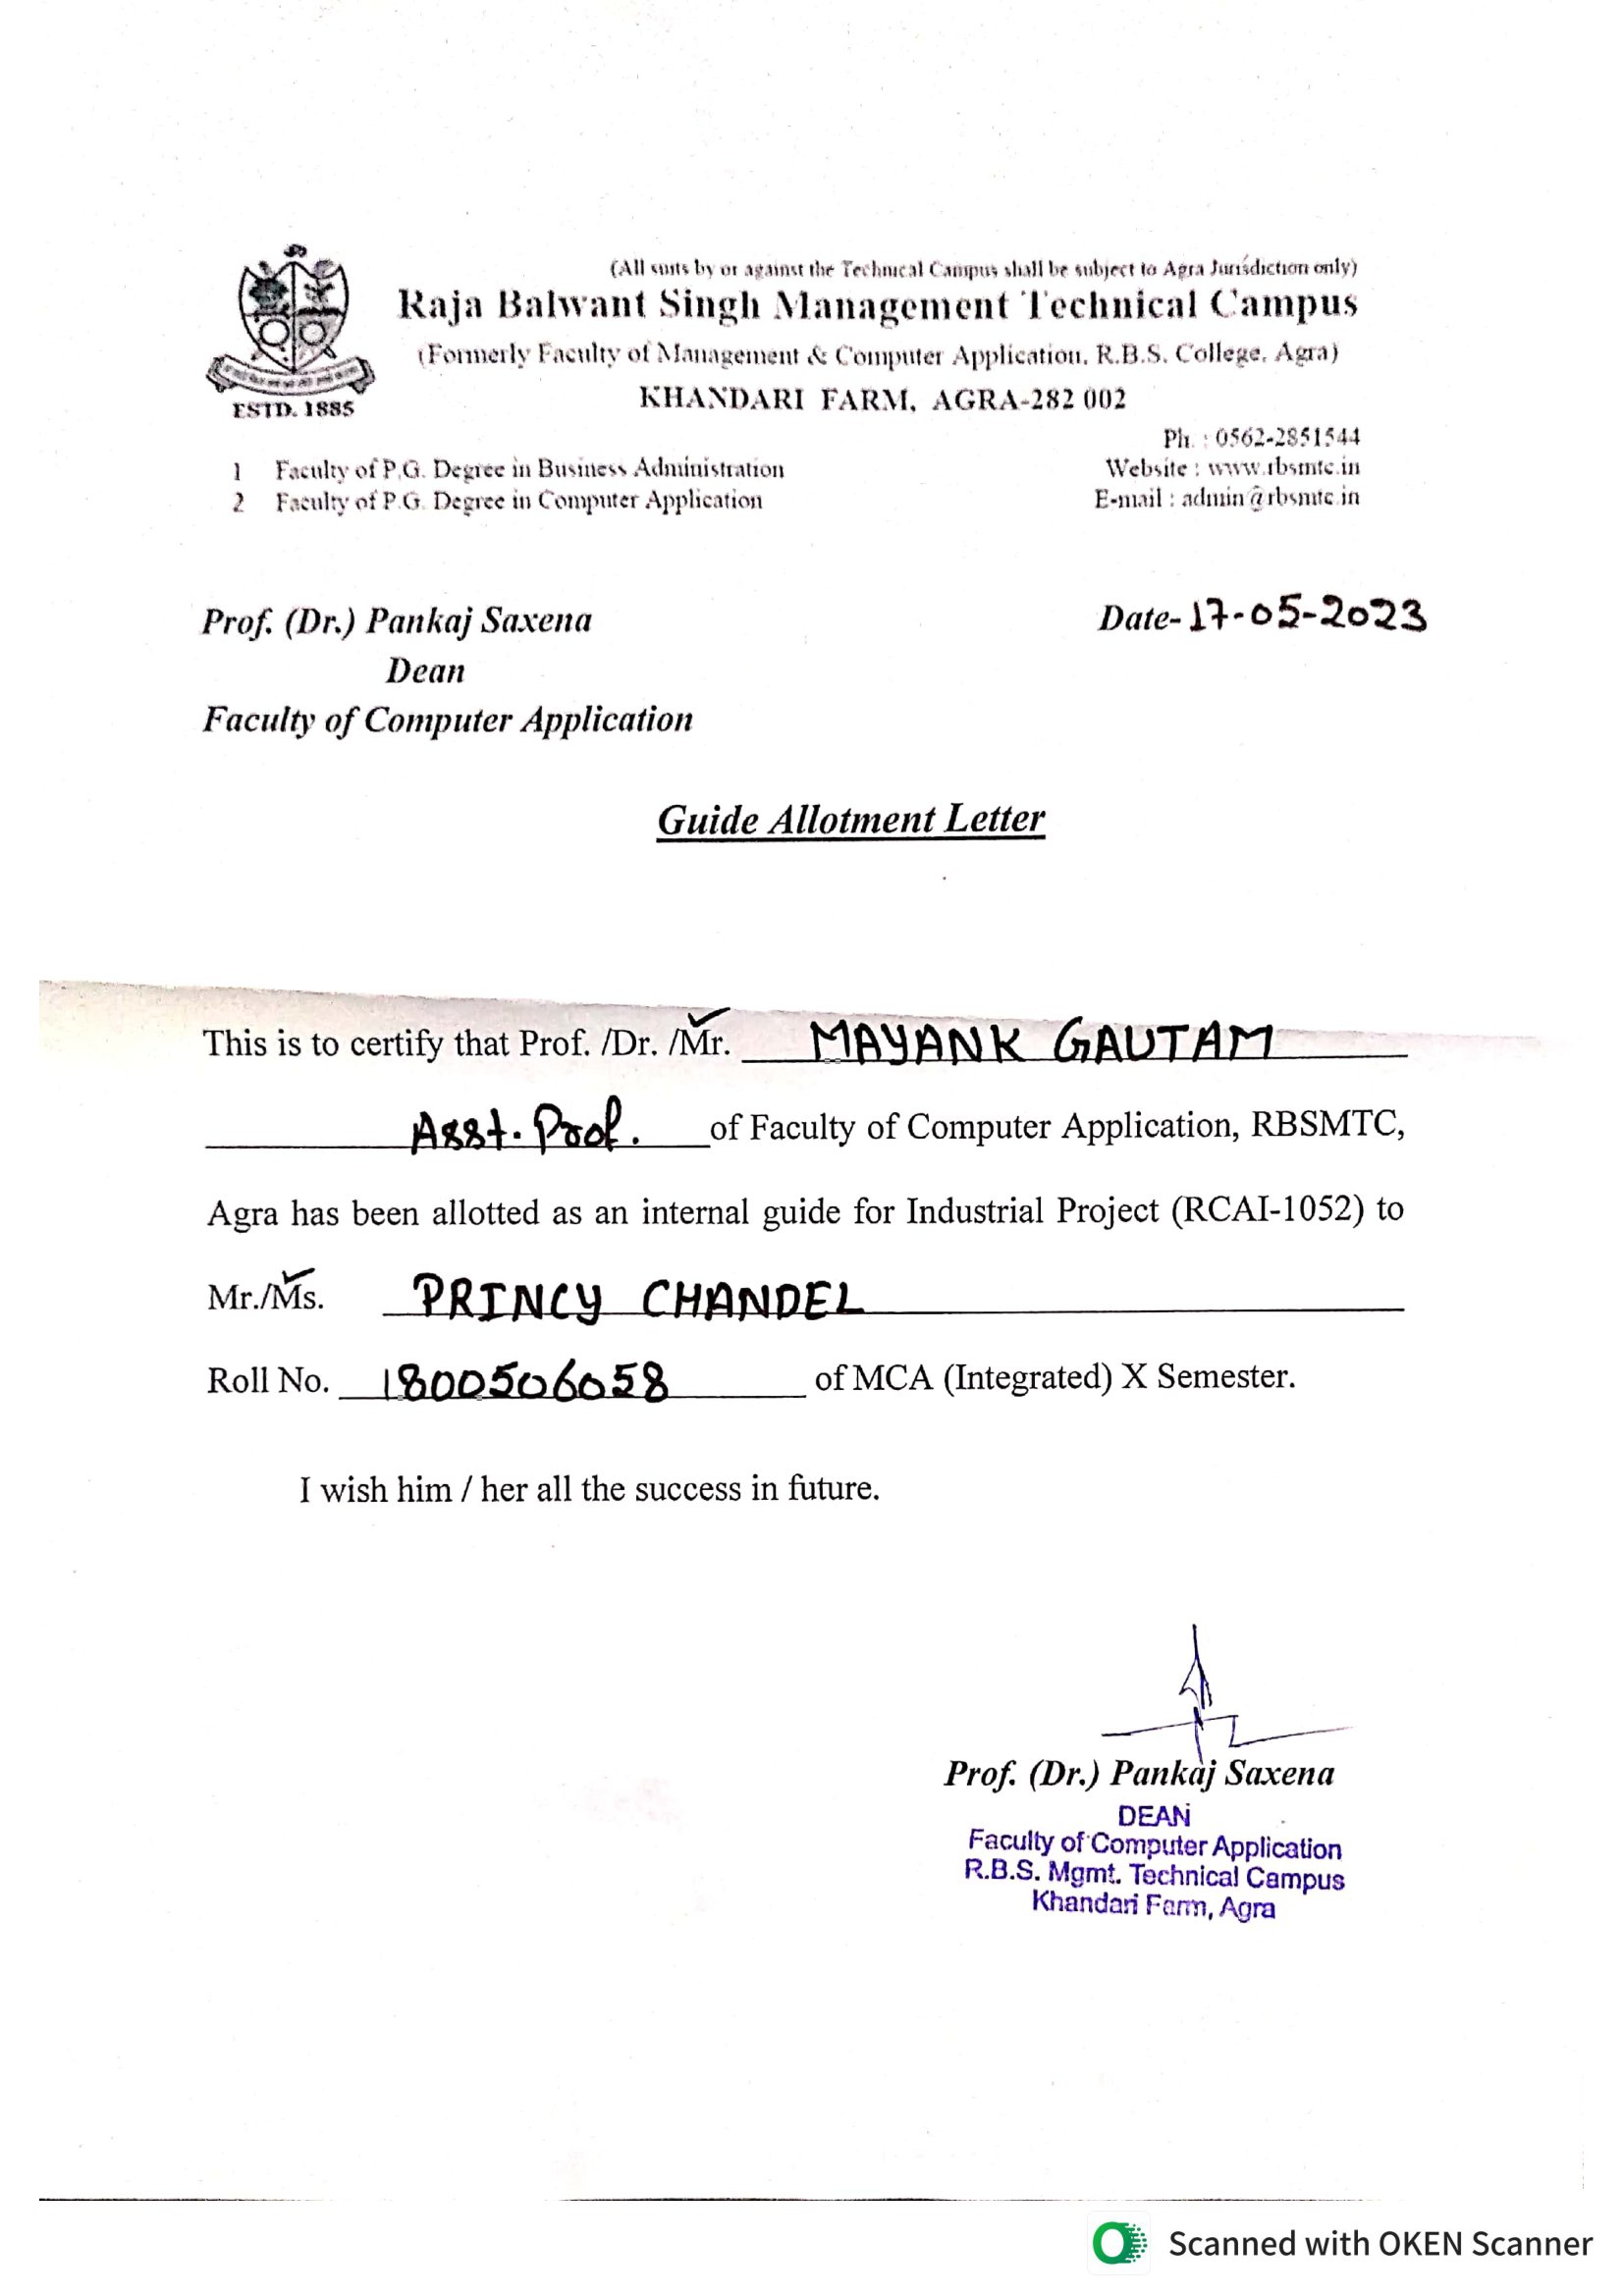 (All suits by or against the Technical Campus shall be subject to Agra Jurisdiction only)
Raja Balwant Singh Management Technical Campus
(Formerly Faculty of Management & Computer Application, R.B.S. College, Agra)
KHANDARI FARM, AGRA-282 002
ESTD. 1885
Ph. : 0562-2851544
1 Faculty of P.G. Degree in Business Administration Website : www.rbsmtc.in
2 Faculty of P.G. Degree in Computer Application E-mail : admin@rbsmtc.in
Prof. (Dr.) Pankaj Saxena Date- 17-05-2023
Dean
Faculty of Computer Application
Guide Allotment Letter
This is to certify that Prof. /Dr. /Mr. MAYANK GAUTAM
Asst. Prof. of Faculty of Computer Application, RBSMTC,
Agra has been allotted as an internal guide for Industrial Project (RCAI-1052) to
Mr./Ms. PRINCY CHANDEL
Roll No. 1800506058 of MCA (Integrated) X Semester.
I wish him / her all the success in future.
Prof. (Dr.) Pankaj Saxena
DEAN
Faculty of Computer Application
R.B.S. Mgmt. Technical Campus
Khandari Farm, Agra
Scanned with OKEN Scanner